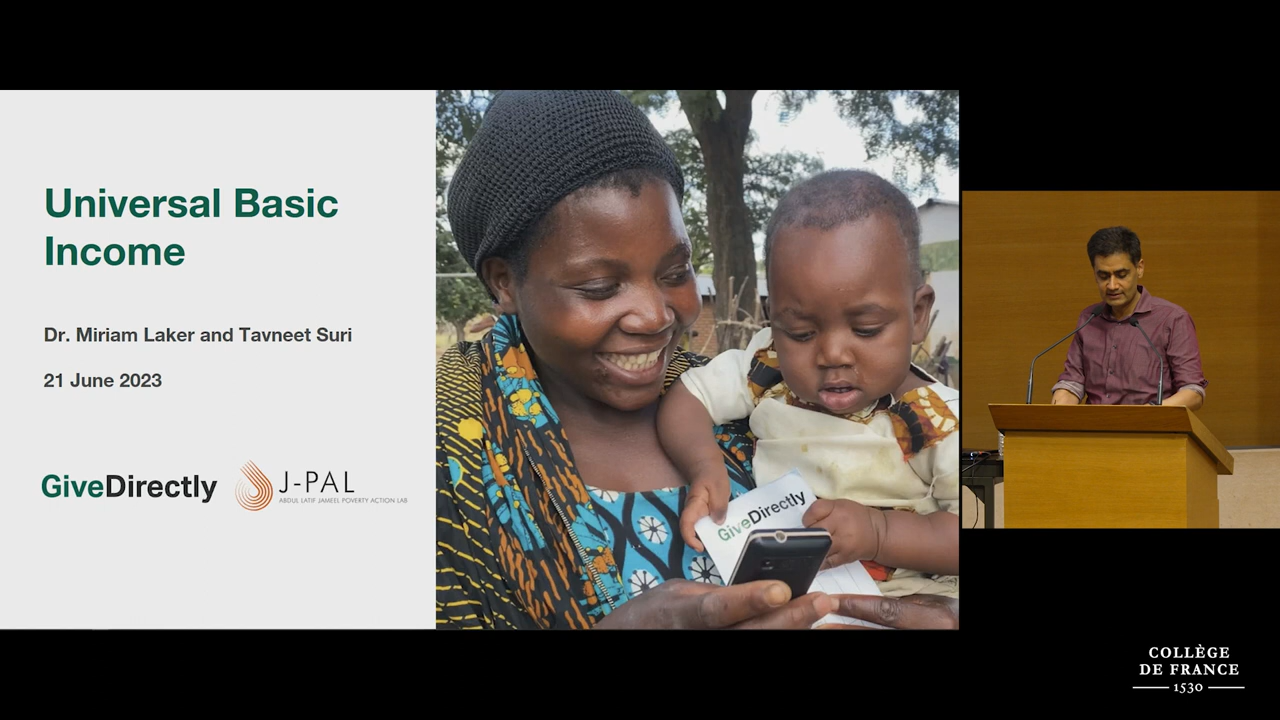 Universal Basic
Income
Dr. Miriam Laker and Tavneet Suri
21 June 2023
GiveDirectly
J-PAL
ABDUL LATIF JAMEEL POVERTY ACTION LAB
GiveDirectly
COLLÈGE
DE FRANCE
1530